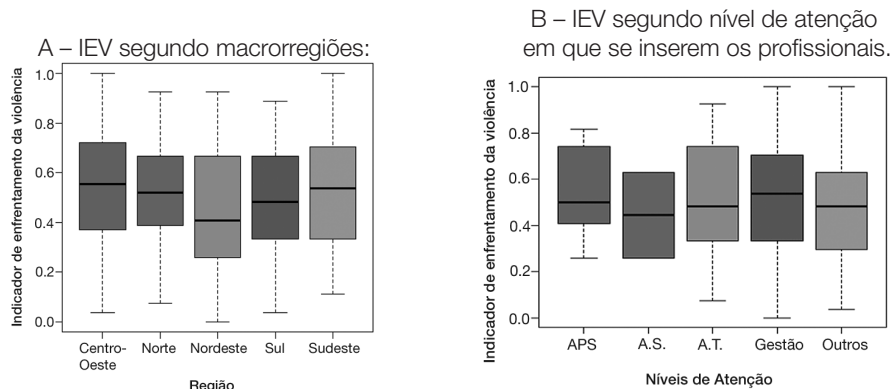 A – IEV segundo macrorregiões:
Indicador de enfrentamento da violência
1.0
0.8
0.6
0.4
0.2
0.0
Centro-
Oeste
Norte
Nordeste
Sul
Sudeste
Região
B – IEV segundo nível de atenção
em que se inserem os profissionais.
Indicador de enfrentamento da violência
1.0
0.8
0.6
0.4
0.2
0.0
APS
A.S.
A.T.
Gestão
Outros
Níveis de Atenção